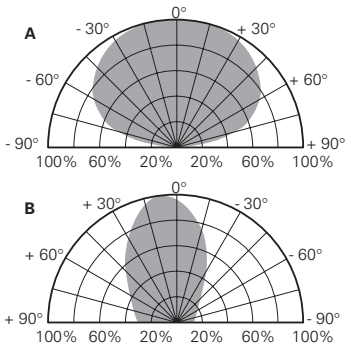 0°
A
- 30° + 30°
- 60° + 60°
- 90° + 90°
100% 60% 20% 20% 60% 100%
0°
B
+ 30° - 30°
+ 60° - 60°
+ 90° - 90°
100% 60% 20% 20% 60% 100%